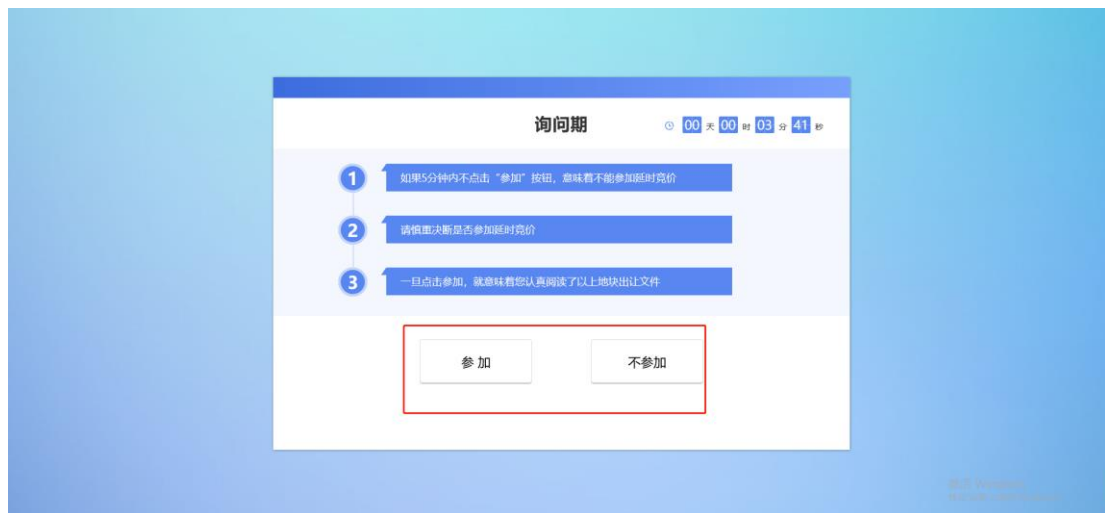 询问期
00 天 00 时 03 分 41 秒
1 如果5分钟内不点击“参加”按钮，意味着不能参加延时竞价
2 请慎重决断是否参加延时竞价
3 一旦点击参加，就意味着您认真阅读了以上地块出让文件
参 加 不参加
激活 Windows